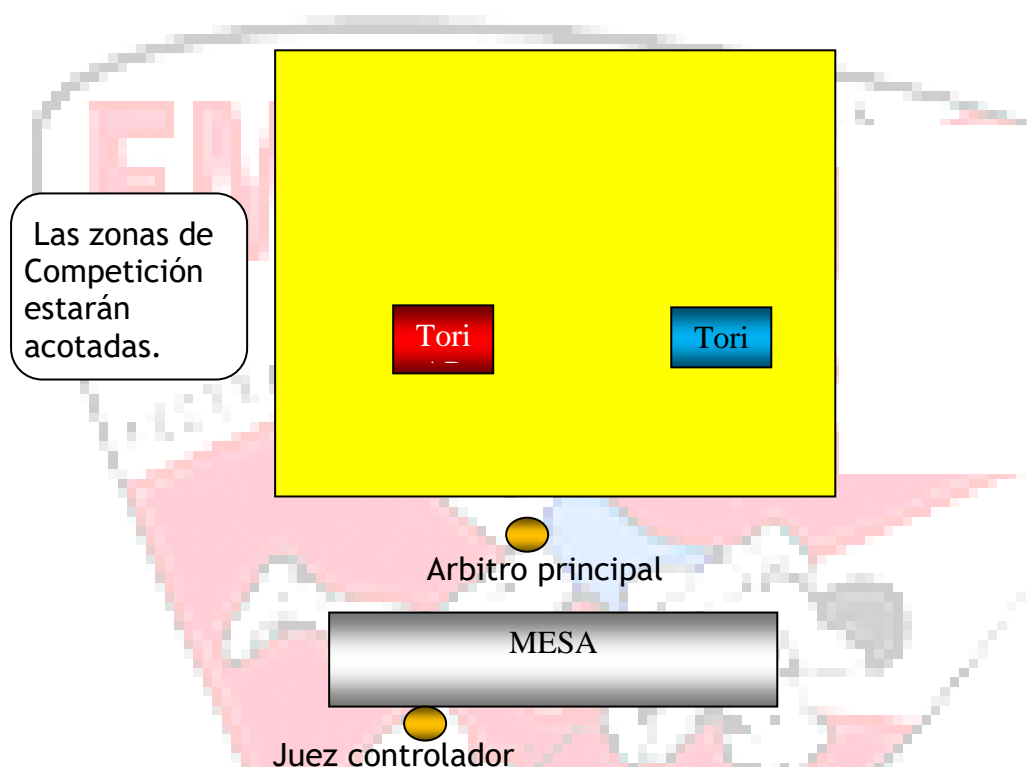 Las zonas de
Competición
estarán
acotadas.
Tori
Tori
Arbitro principal
MESA
Juez controlador